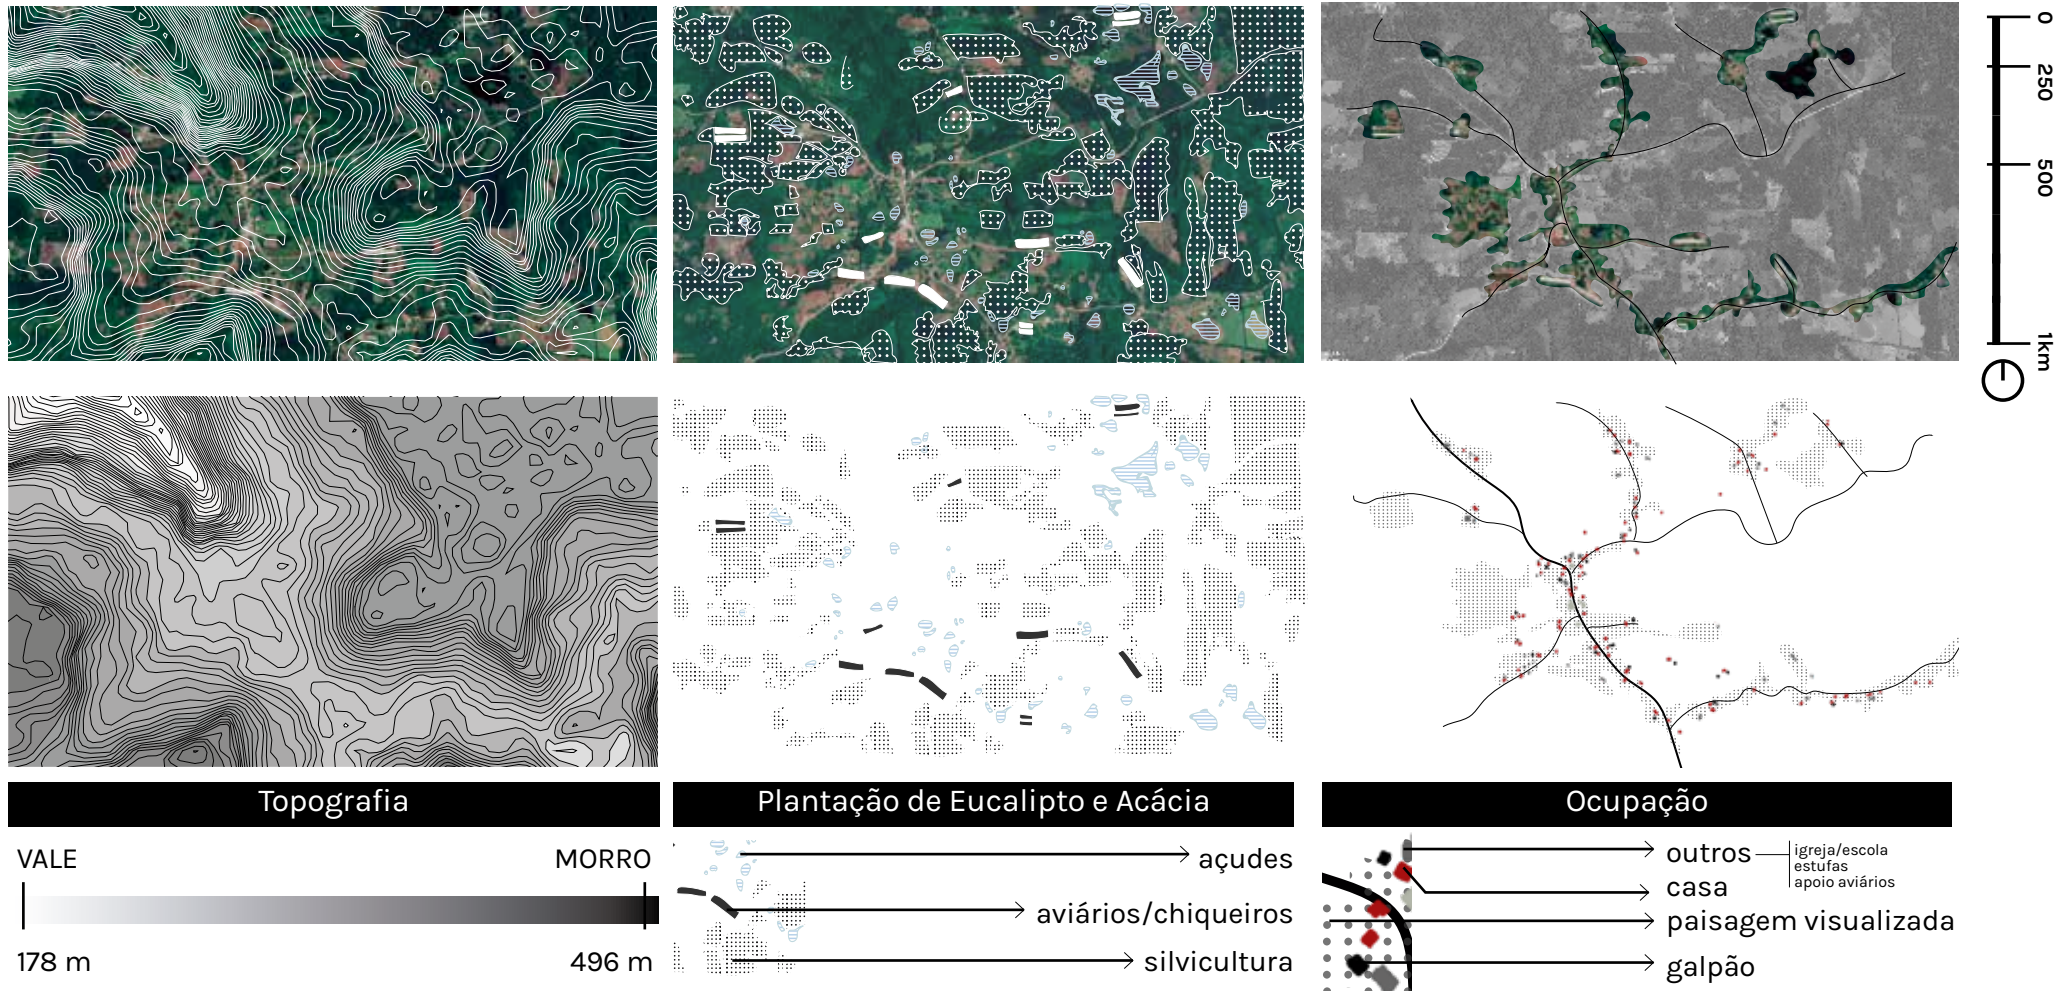 0
250
500
1km
Topografia
Plantação de Eucalipto e Acácia
Ocupação
VALE
MORRO
178 m
496 m
açudes
aviários/chiqueiros
silvicultura
outros
igreja/escola
estufas
apoio aviários
casa
paisagem visualizada
galpão